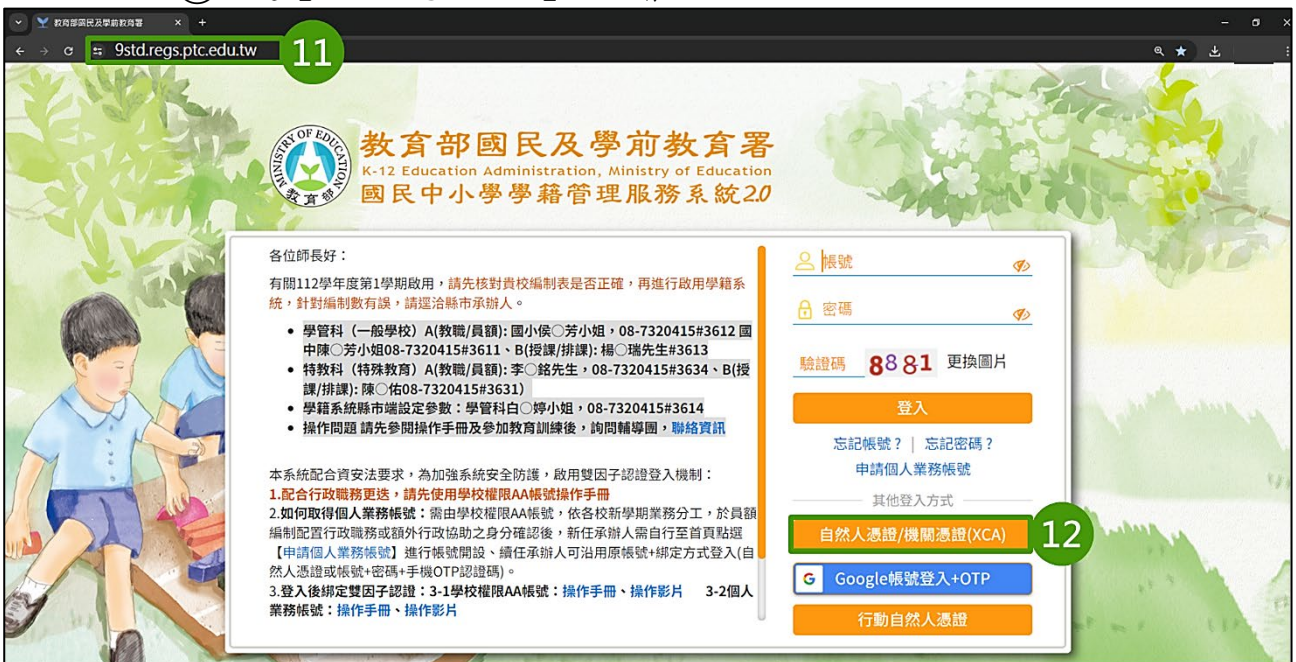 教育部國民及學前教育署
9std.regs.ptc.edu.tw
11
MINISTRY OF EDUCATION
教育部
教育部國民及學前教育署
K-12 Education Administration, Ministry of Education
國民中小學學籍管理服務系統2.0
各位師長好：
有關112學年度第1學期啟用，請先核對貴校編制表是否正確，再進行啟用學籍系
統，針對編制數有誤，請逕洽縣市承辦人。
• 學管科（一般學校）A(教職/員額): 國小侯○芳小姐，08-7320415#3612 國
中陳○芳小姐08-7320415#3611、B(授課/排課): 楊○瑞先生#3613
• 特教科（特殊教育）A(教職/員額): 李○銘先生，08-7320415#3634、B(授
課/排課): 陳○佑08-7320415#3631）
• 學籍系統縣市端設定參數：學管科白○婷小姐，08-7320415#3614
• 操作問題 請先參閱操作手冊及參加教育訓練後，詢問輔導團，聯絡資訊
本系統配合資安法要求，為加強系統安全防護，啟用雙因子認證登入機制：
1.配合行政職務更迭，請先使用學校權限AA帳號操作手冊
2.如何取得個人業務帳號：需由學校權限AA帳號，依各校新學期業務分工，於員額
編制配置行政職務或額外行政協助之身分確認後，新任承辦人需自行至首頁點選
【申請個人業務帳號】進行帳號開設、續任承辦人可沿用原帳號+綁定方式登入(自
然人憑證或帳號+密碼+手機OTP認證碼)。
3.登入後綁定雙因子認證：3-1學校權限AA帳號：操作手冊、操作影片 3-2個人
業務帳號：操作手冊、操作影片
帳號
密碼
驗證碼 8881 更換圖片
登入
忘記帳號？｜忘記密碼？
申請個人業務帳號
其他登入方式
自然人憑證/機關憑證(XCA)
12
G Google帳號登入+OTP
行動自然人憑證